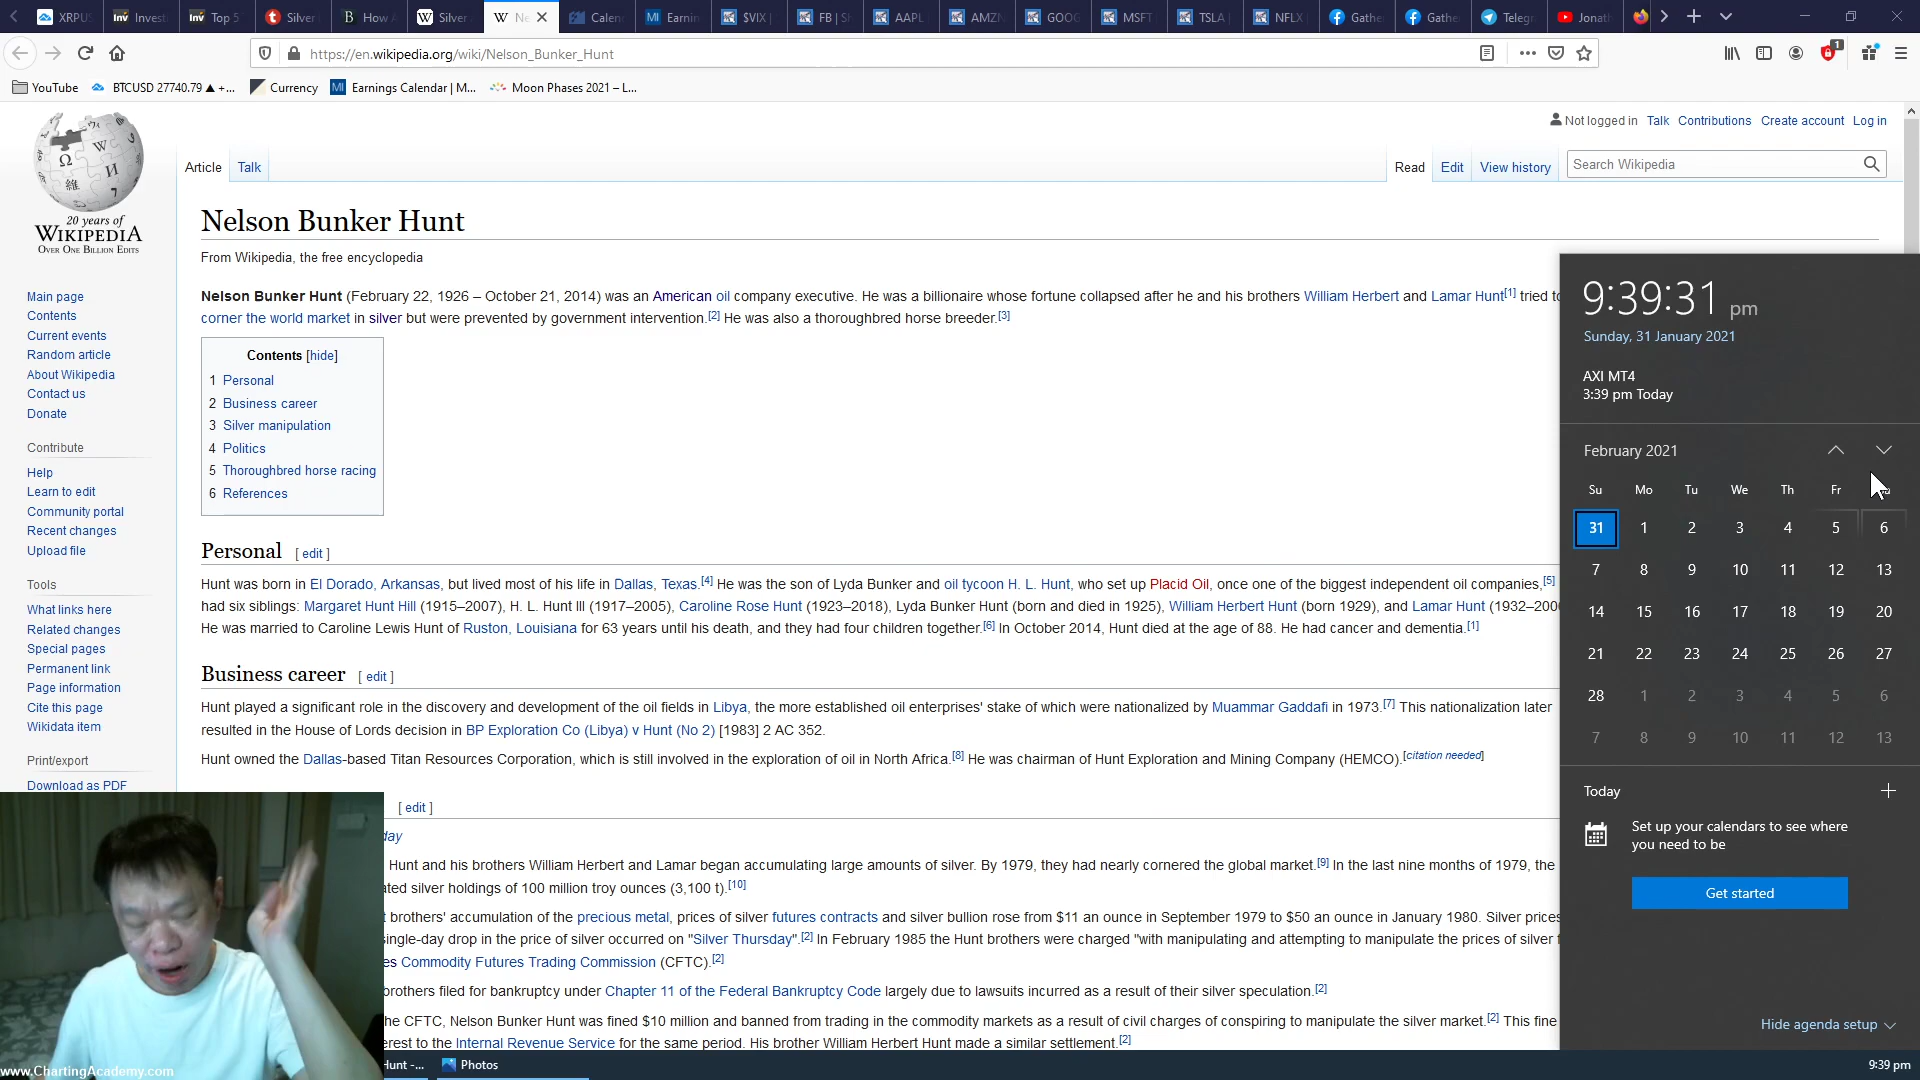 XRPUS
Invest
Top 5
Silver
How A
Silver
Ne
Calen
Earnin
$VIX |
FB | S
AAPL
AMZN
GOOG
MSFT
TSLA |
NFLX
Gathe
Gathe
Telegr
Jonath
https://en.wikipedia.org/wiki/Nelson_Bunker_Hunt
1
YouTube
BTCUSD 27740.79 ▲ +...
Currency
Earnings Calendar | M...
Moon Phases 2021 – L...
Not logged in Talk Contributions Create account Log in
Article Talk
Read Edit View history
Search Wikipedia
20 years of
WIKIPEDIA
OVER ONE BILLION EDITS
Main page
Contents
Current events
Random article
About Wikipedia
Contact us
Donate
Contribute
Help
Learn to edit
Community portal
Recent changes
Upload file
Tools
What links here
Related changes
Special pages
Permanent link
Page information
Cite this page
Wikidata item
Print/export
Download as PDF
Nelson Bunker Hunt
From Wikipedia, the free encyclopedia
Nelson Bunker Hunt (February 22, 1926 – October 21, 2014) was an American oil company executive. He was a billionaire whose fortune collapsed after he and his brothers William Herbert and Lamar Hunt[1] tried to
corner the world market in silver but were prevented by government intervention.[2] He was also a thoroughbred horse breeder.[3]
Contents [hide]
1 Personal
2 Business career
3 Silver manipulation
4 Politics
5 Thoroughbred horse racing
6 References
Personal [ edit ]
Hunt was born in El Dorado, Arkansas, but lived most of his life in Dallas, Texas.[4] He was the son of Lyda Bunker and oil tycoon H. L. Hunt, who set up Placid Oil, once one of the biggest independent oil companies.[5]
had six siblings: Margaret Hunt Hill (1915–2007), H. L. Hunt III (1917–2005), Caroline Rose Hunt (1923–2018), Lyda Bunker Hunt (born and died in 1925), William Herbert Hunt (born 1929), and Lamar Hunt (1932–200
He was married to Caroline Lewis Hunt of Ruston, Louisiana for 63 years until his death, and they had four children together.[6] In October 2014, Hunt died at the age of 88. He had cancer and dementia.[1]
Business career [ edit ]
Hunt played a significant role in the discovery and development of the oil fields in Libya, the more established oil enterprises' stake of which were nationalized by Muammar Gaddafi in 1973.[7] This nationalization later
resulted in the House of Lords decision in BP Exploration Co (Libya) v Hunt (No 2) [1983] 2 AC 352.
Hunt owned the Dallas-based Titan Resources Corporation, which is still involved in the exploration of oil in North Africa.[8] He was chairman of Hunt Exploration and Mining Company (HEMCO).[citation needed]
[ edit ]
day
Hunt and his brothers William Herbert and Lamar began accumulating large amounts of silver. By 1979, they had nearly cornered the global market.[9] In the last nine months of 1979, the
ted silver holdings of 100 million troy ounces (3,100 t).[10]
t brothers' accumulation of the precious metal, prices of silver futures contracts and silver bullion rose from $11 an ounce in September 1979 to $50 an ounce in January 1980. Silver prices
ingle-day drop in the price of silver occurred on "Silver Thursday".[2] In February 1985 the Hunt brothers were charged "with manipulating and attempting to manipulate the prices of silver f
es Commodity Futures Trading Commission (CFTC).[2]
brothers filed for bankruptcy under Chapter 11 of the Federal Bankruptcy Code largely due to lawsuits incurred as a result of their silver speculation.[2]
he CFTC, Nelson Bunker Hunt was fined $10 million and banned from trading in the commodity markets as a result of civil charges of conspiring to manipulate the silver market.[2] This fine
erest to the Internal Revenue Service for the same period. His brother William Herbert Hunt made a similar settlement.[2]
9:39:31 pm
Sunday, 31 January 2021
AXI MT4
3:39 pm Today
February 2021
Su Mo Tu We Th Fr
31 1 2 3 4 5 6
7 8 9 10 11 12 13
14 15 16 17 18 19 20
21 22 23 24 25 26 27
28 1 2 3 4 5 6
7 8 9 10 11 12 13
Today
Set up your calendars to see where
you need to be
Get started
Hide agenda setup
www.ChartingAcademy.com
Hunt -...
Photos
9:39 pm